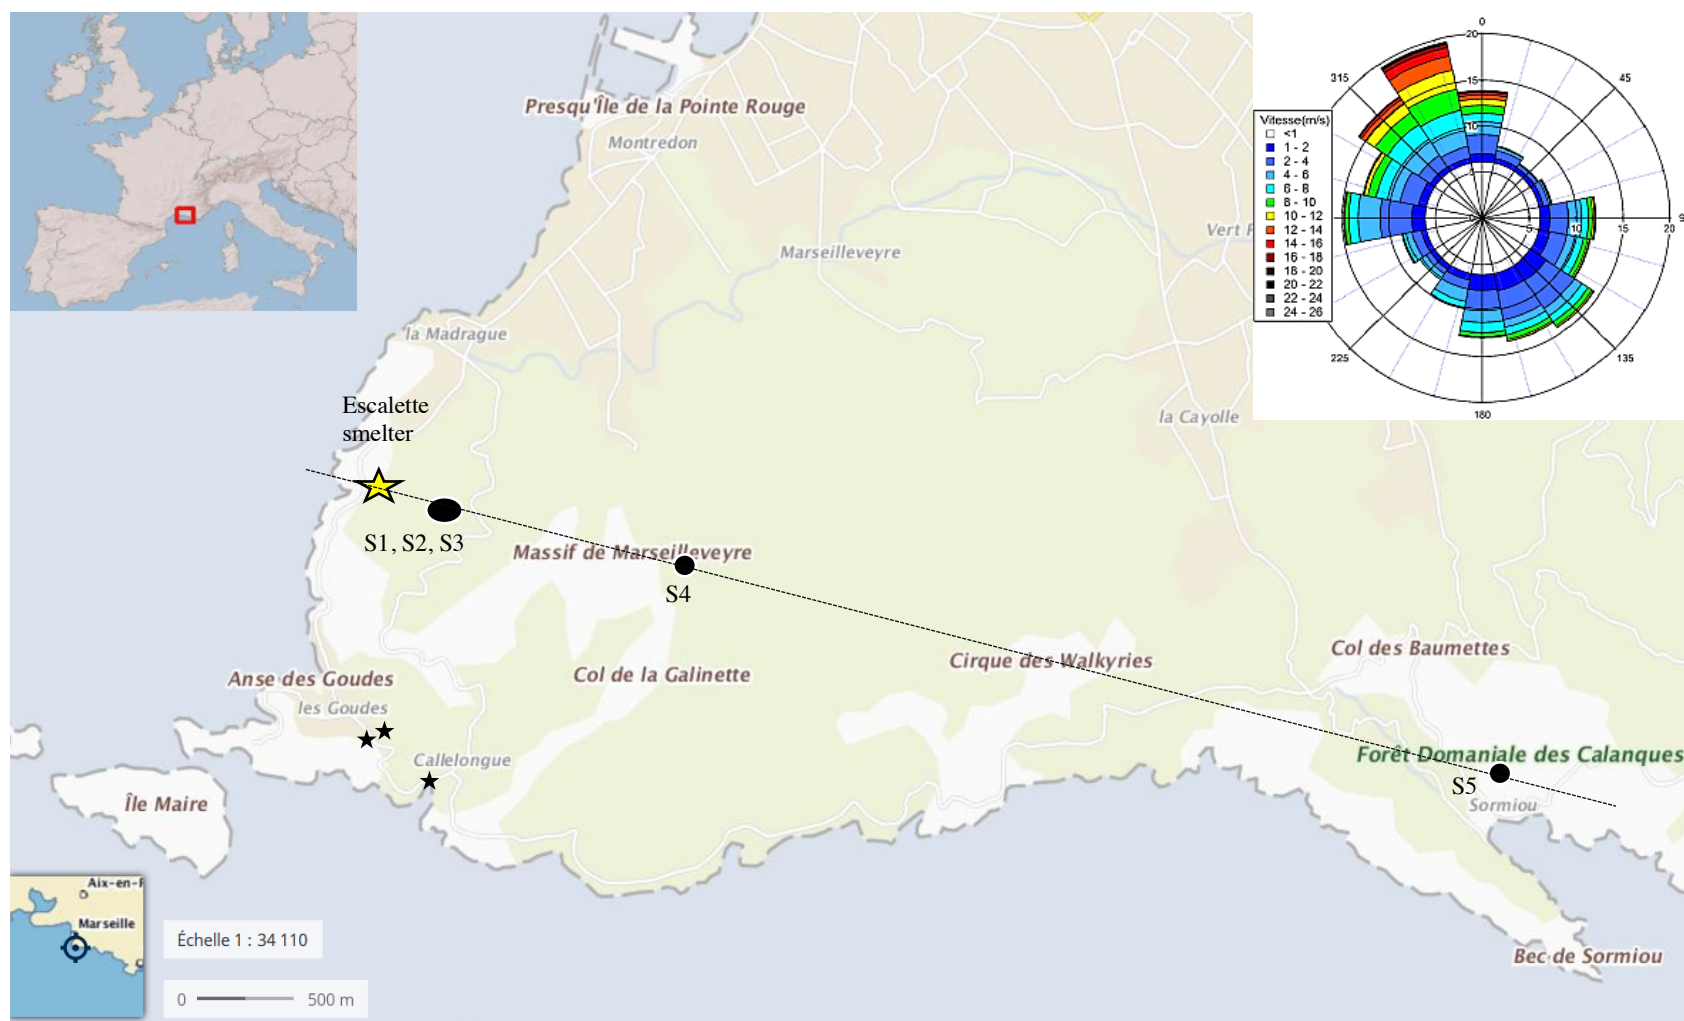 Presqu'Île de la Pointe Rouge
Montredon
Marseilleveyre
Vert
la Madrague
la Cayolle
Escalette
smelter
S1, S2, S3
Massif de Marseilleveyre
S4
Cirque des Walkyries
Col des Baumettes
Anse des Goudes
les Goudes
Col de la Galinette
Callelongue
Île Maire
Forêt Domaniale des Calanques
S5
Sormiou
Bec de Sormiou
Aix-en-
Marseille
Échelle 1 : 34 110
0 500 m
0
20
315
45
15
10
5
5
10
15
20
9
225
135
180
Vitesse(m/s)
<1
1 - 2
2 - 4
4 - 6
6 - 8
8 - 10
10 - 12
12 - 14
14 - 16
16 - 18
18 - 20
20 - 22
22 - 24
24 - 26